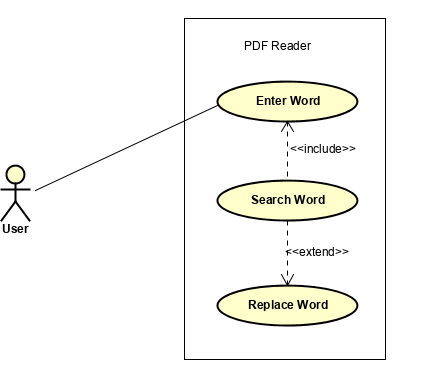 PDF Reader
Enter Word
<<include>>
Search Word
User
<<extend>>
Replace Word